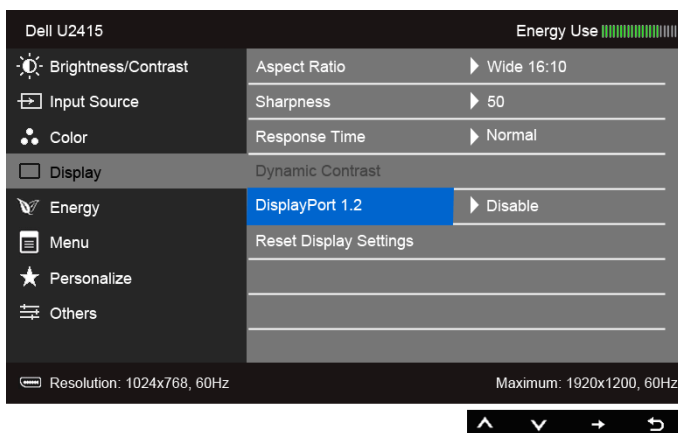 Dell U2415 Energy Use
Brightness/Contrast Aspect Ratio Wide 16:10
Input Source Sharpness 50
Color Response Time Normal
Display Dynamic Contrast
Energy DisplayPort 1.2 Disable
Menu Reset Display Settings
Personalize
Others
Resolution: 1024x768, 60Hz Maximum: 1920x1200, 60Hz